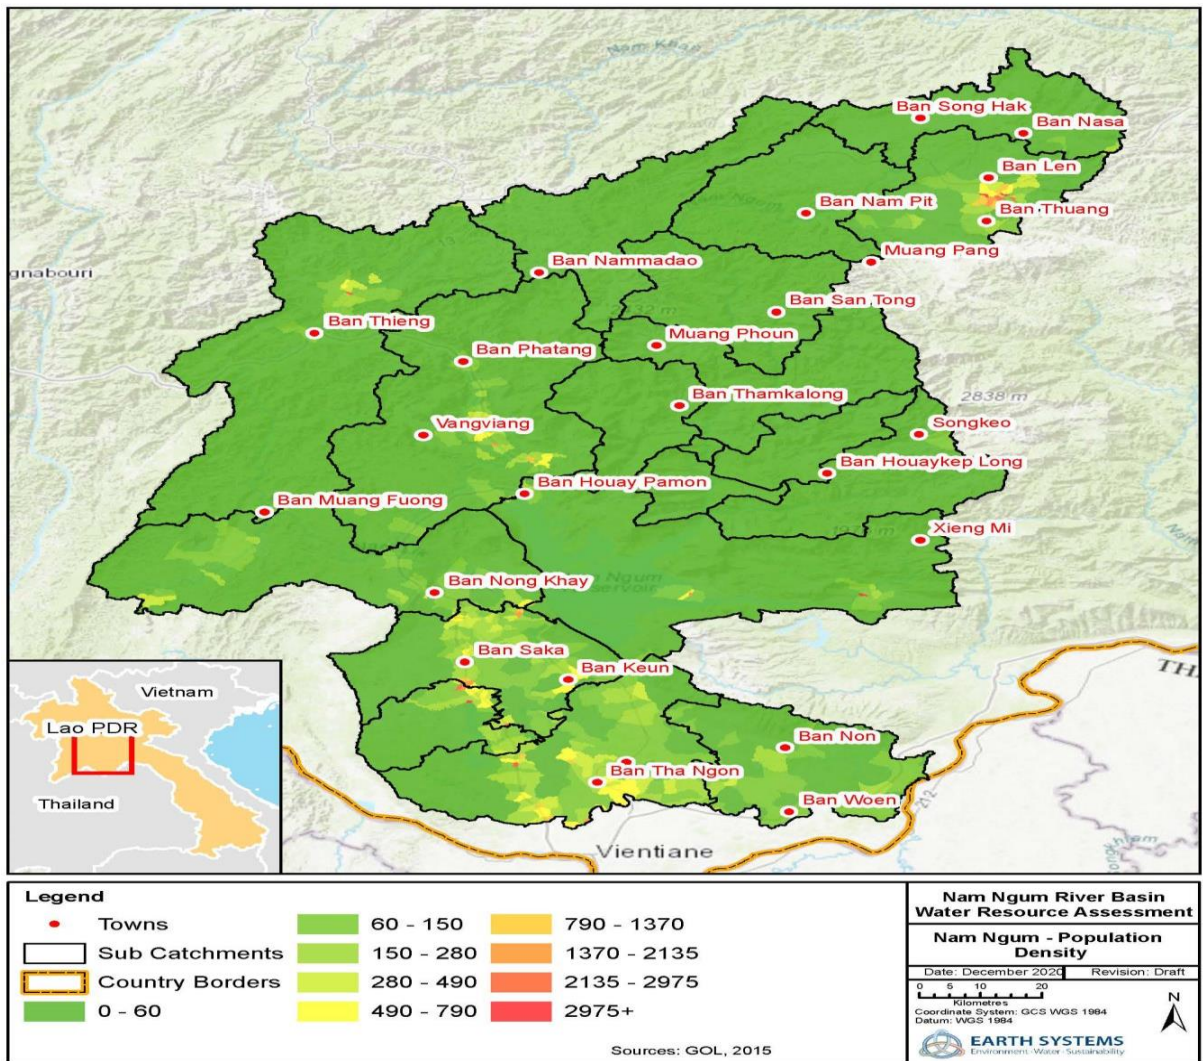 Nam Khan
Ban Song Hak
Ban Nasa
Ban Len
Ban Nam Pit
Ban Thuang
Muang Pang
gnabouri
13
Ban Nammadao
Ban San Tong
Ban Thieng
Muang Phoun
Ban Phatang
2838 m
Ban Thamkalong
Vangviang
Songkeo
Ban Houaykep Long
Ban Houay Pamon
Ban Muang Fuong
Xieng Mi
Ban Nong Khay
Ban Saka
Ban Keun
Vietnam
Lao PDR
Thailand
Ban Non
Ban Tha Ngon
Ban Woen
212
Vientiane
Legend
Towns
Sub Catchments
Country Borders
0 - 60
60 - 150
150 - 280
280 - 490
490 - 790
790 - 1370
1370 - 2135
2135 - 2975
2975+
Sources: GOL, 2015
Nam Ngum River Basin
Water Resource Assessment
Nam Ngum - Population
Density
Date: December 2020 Revision: Draft
0 5 10 20
Kilometres
Coordinate System: GCS WGS 1984
Datum: WGS 1984
N
EARTH SYSTEMS
Environment · Water · Sustainability